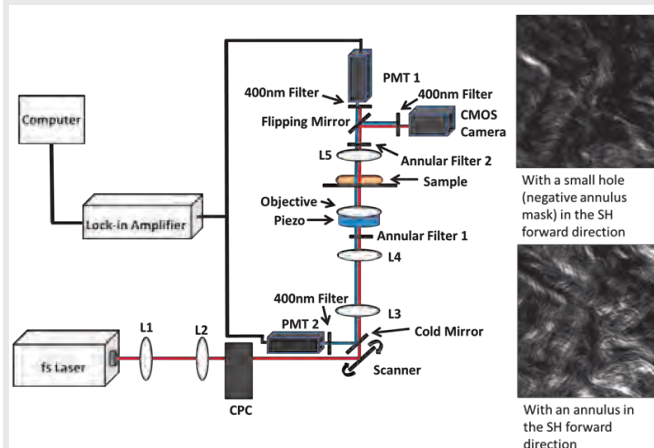 PMT 1
400nm Filter
400nm Filter
Computer
Flipping Mirror
CMOS
Camera
L5
Annular Filter 2
Sample
Objective
Piezo
Lock-in Amplifier
Annular Filter 1
L4
400nm Filter
L3
PMT 2
Cold Mirror
L1
L2
fs Laser
Scanner
CPC
With a small hole
(negative annulus
mask) in the SH
forward direction
With an annulus in
the SH forward
direction